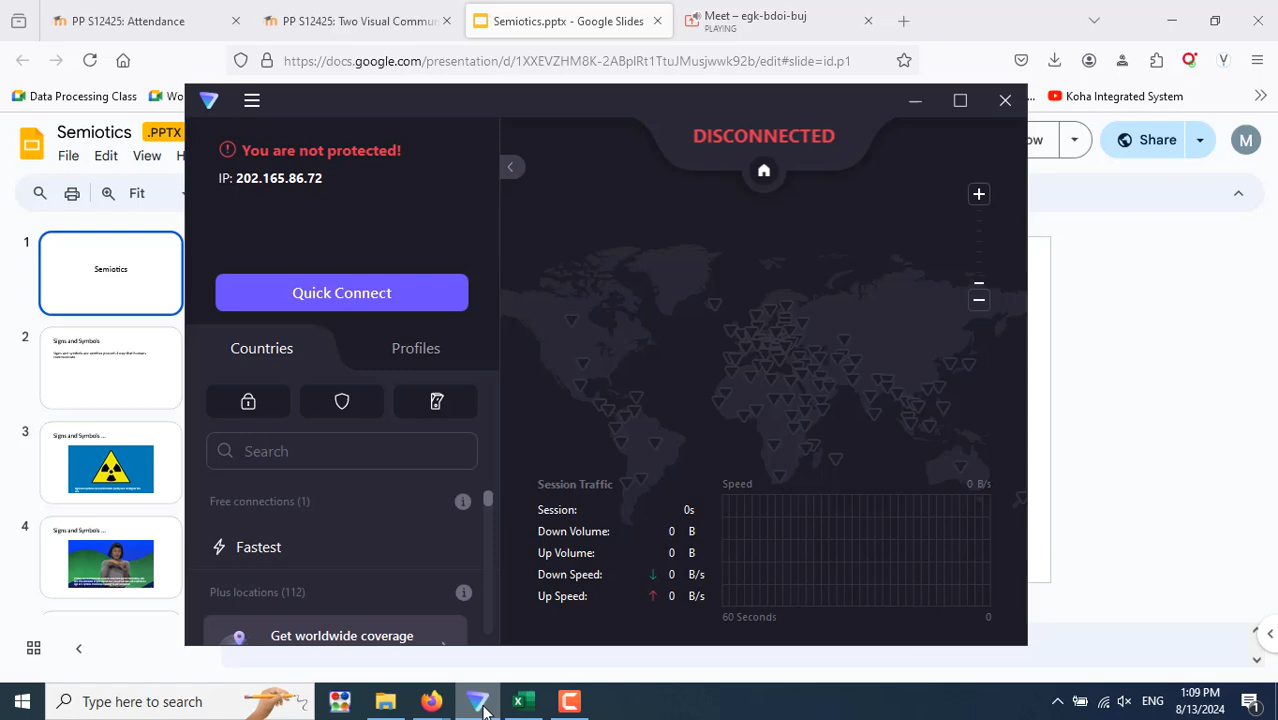 PP S12425: Attendance
PP S12425: Two Visual Commun
Semiotics.pptx - Google Slides
Meet – egk-bdoi-buj
PLAYING
https://docs.google.com/presentation/d/1XXEVZHM8K-2ABplRt1TtuJMusjwwk92b/edit#slide=id.p1
Data Processing Class
Wo
Koha Integrated System
Semiotics
.PPTX
File Edit View H
ow
Share
M
Fit
DISCONNECTED
You are not protected!
IP: 202.165.86.72
Quick Connect
Countries
Profiles
Search
Free connections (1)
Fastest
Plus locations (112)
Get worldwide coverage
Session Traffic
Session: 0s
Down Volume: 0 B
Up Volume: 0 B
Down Speed: 0 B/s
Up Speed: 0 B/s
Speed
0 B/s
60 Seconds
0
1
Semiotics
2
Signs and Symbols
3
Signs and Symbols ...
4
Signs and Symbols ...
Type here to search
ENG
1:09 PM
8/13/2024
1